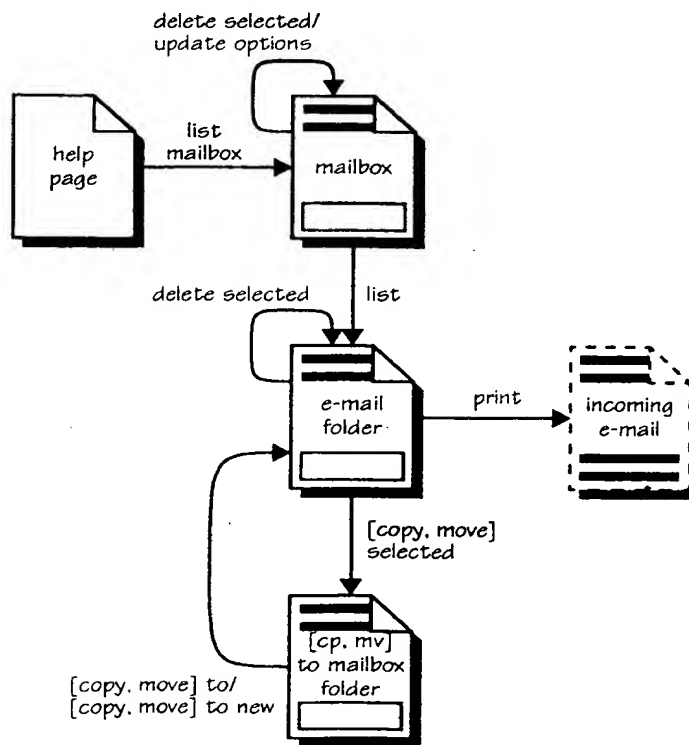 delete selected/
update options
help
page
list
mailbox
mailbox
delete selected
list
e-mail
folder
print
incoming
e-mail
[copy, move]
selected
[cp, mv]
to mailbox
folder
[copy, move] to/
[copy, move] to new